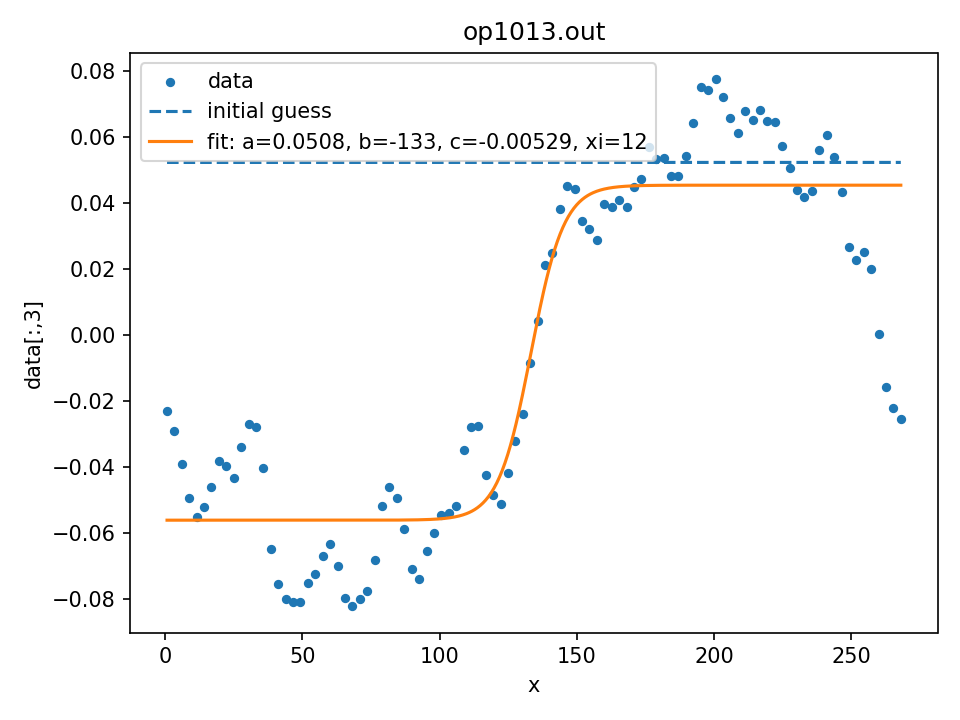 op1013.out
data
initial guess
fit: a=0.0508, b=-133, c=-0.00529, xi=12
0.08
0.06
0.04
0.02
0.00
−0.02
−0.04
−0.06
−0.08
data[:,3]
0
50
100
150
200
250
x